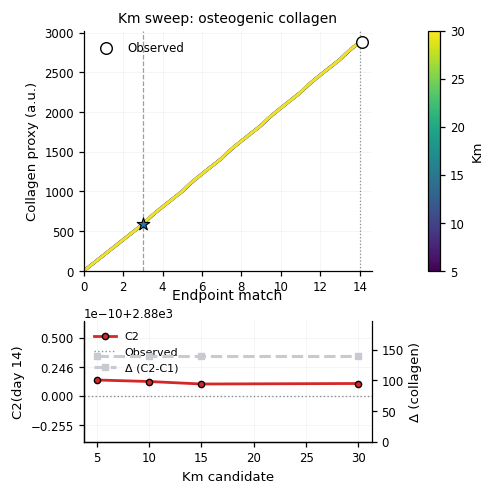 Km sweep: osteogenic collagen
3000
2500
2000
1500
1000
500
0
Collagen proxy (a.u.)
Observed
0 2 4 6 8 10 12 14
30
25
20
15
10
5
Km
Endpoint match
1e−10+2.88e3
0.500
0.246
0.000
−0.255
C2(day 14)
C2
Observed
Δ (C2-C1)
150
100
50
0
Δ (collagen)
5 10 15 20 25 30
Km candidate